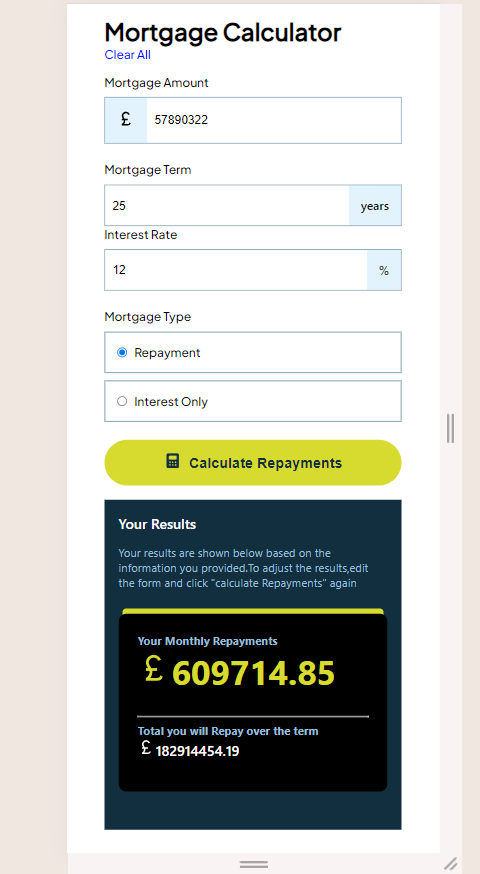 Mortgage Calculator
Clear All
Mortgage Amount
£ 57890322
Mortgage Term
25 years
Interest Rate
12 %
Mortgage Type
Repayment
Interest Only
Calculate Repayments
Your Results
Your results are shown below based on the
information you provided.To adjust the results,edit
the form and click "calculate Repayments" again
Your Monthly Repayments
£ 609714.85
Total you will Repay over the term
£ 182914454.19